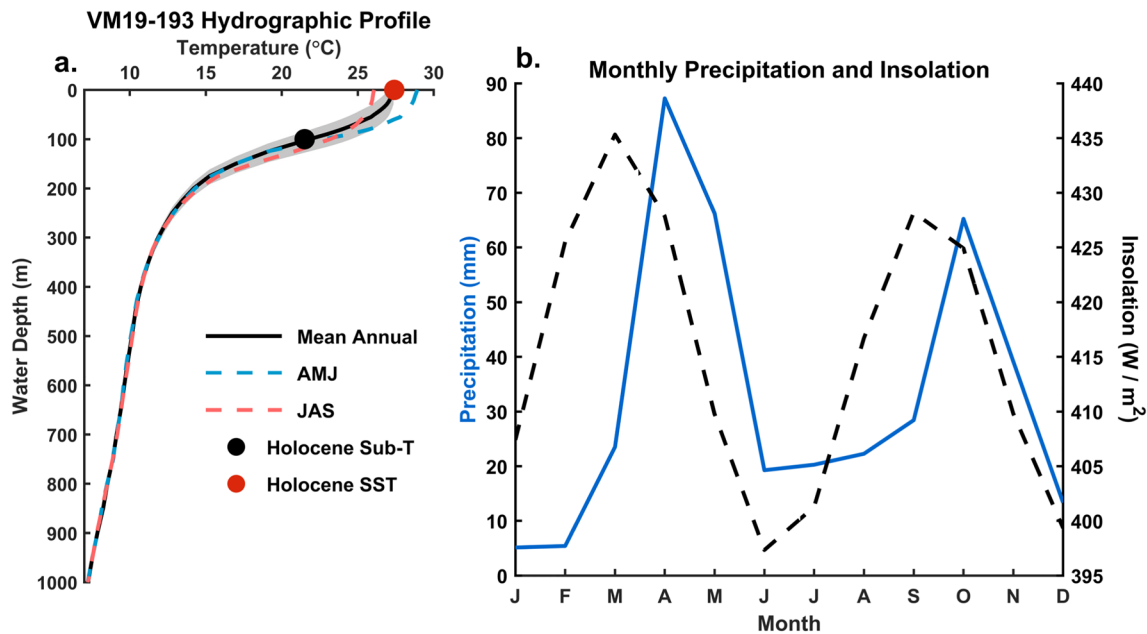 VM19-193 Hydrographic Profile
Temperature (°C)
a.
10 15 20 25 30
0
100
200
300
400
500
600
700
800
900
1000
Water Depth (m)
Mean Annual
AMJ
JAS
Holocene Sub-T
Holocene SST
b.
Monthly Precipitation and Insolation
90
80
70
60
50
40
30
20
10
0
Precipitation (mm)
440
435
430
425
420
415
410
405
400
395
Insolation (W / m²)
J F M A M J J A S O N D
Month